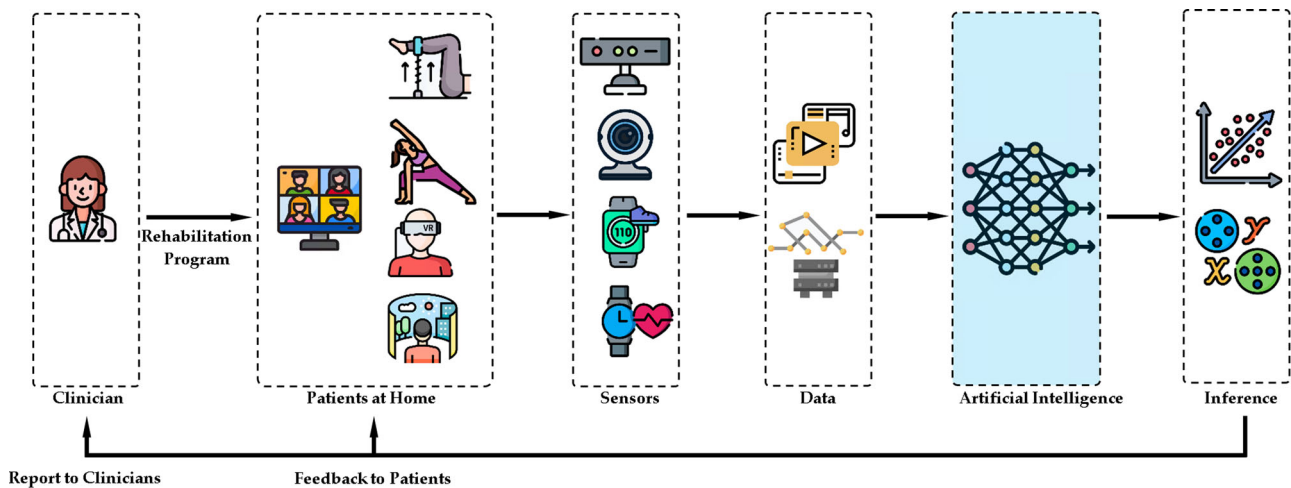 VR
110
y
x
Rehabilitation
Program
Clinician
Patients at Home
Sensors
Data
Artificial Intelligence
Inference
Report to Clinicians
Feedback to Patients